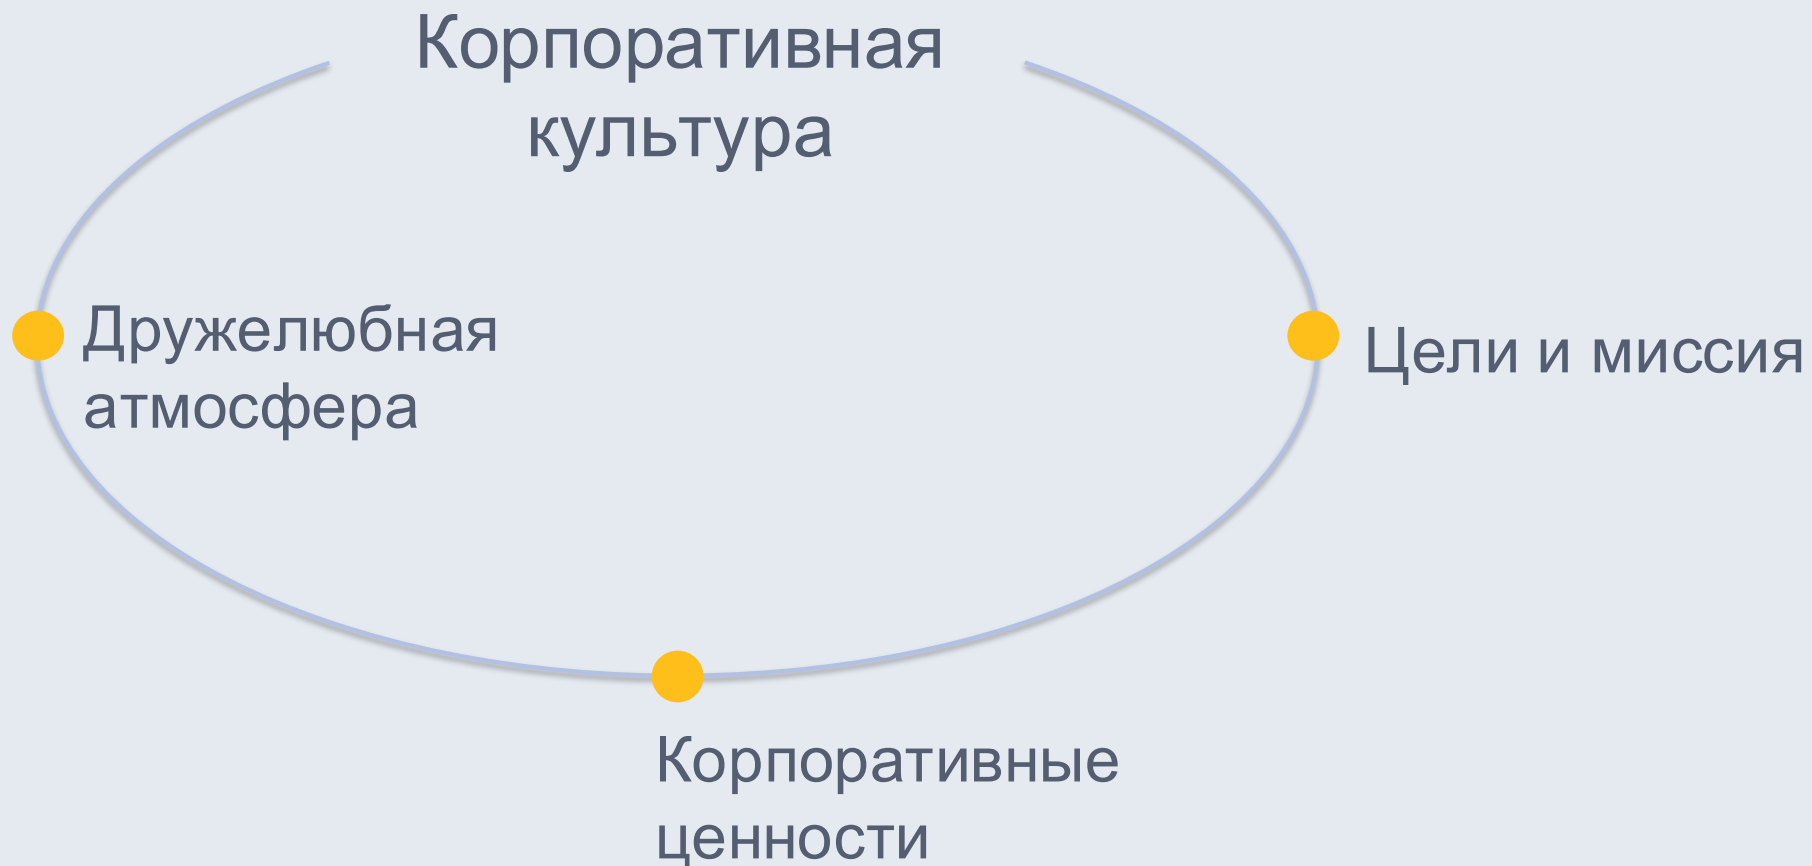 Корпоративная
культура
Дружелюбная
атмосфера
Цели и миссия
Корпоративные
ценности